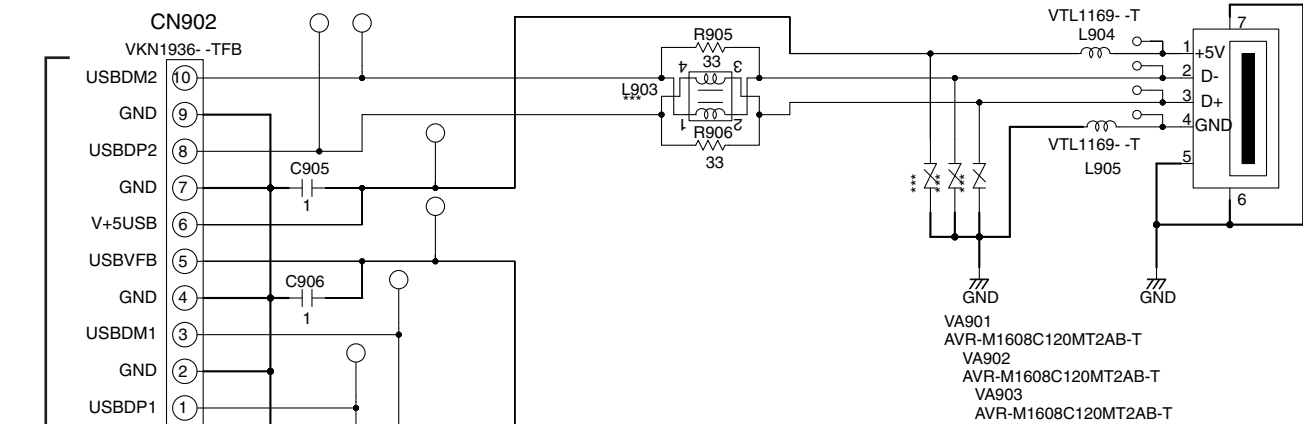 CN902
VKN1936- -TFB
USBDM2 10
GND 9
USBDP2 8
GND 7
V+5USB 6
USBVFB 5
GND 4
USBDM1 3
GND 2
USBDP1 1
C905
1
C906
1
R905
33
L903
***
4 3
1 2
R906
33
VTL1169- -T
L904
VTL1169- -T
L905
7
1 +5V
2 D-
3 D+
4 GND
5
6
*** *** ***
GND
GND
VA901
AVR-M1608C120MT2AB-T
VA902
AVR-M1608C120MT2AB-T
VA903
AVR-M1608C120MT2AB-T